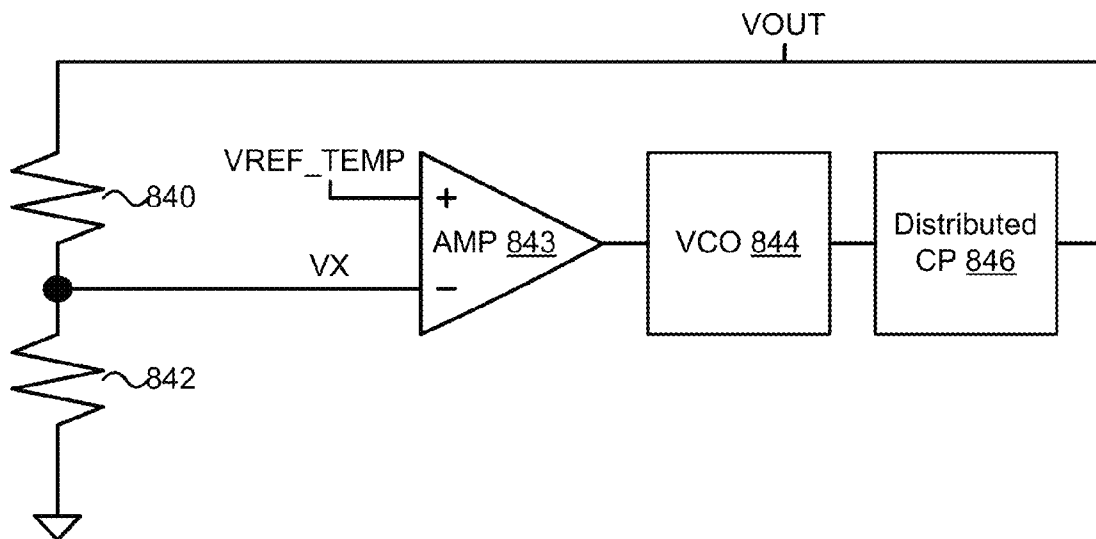 VOUT
VREF_TEMP
840
+
AMP 843
VCO 844
Distributed
CP 846
VX
−
842